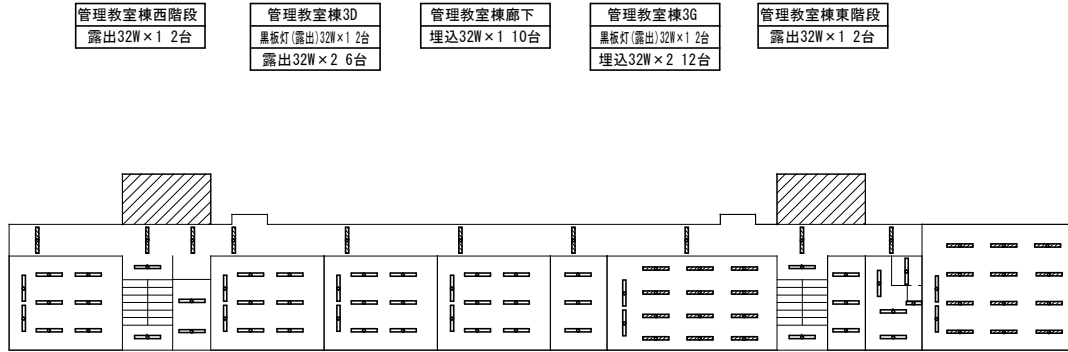 管理教室棟西階段
露出32W×1 2台
管理教室棟3D
黒板灯(露出)32W×1 2台
露出32W×2 6台
管理教室棟廊下
埋込32W×1 10台
管理教室棟3G
黒板灯(露出)32W×1 2台
埋込32W×2 12台
管理教室棟東階段
露出32W×1 2台